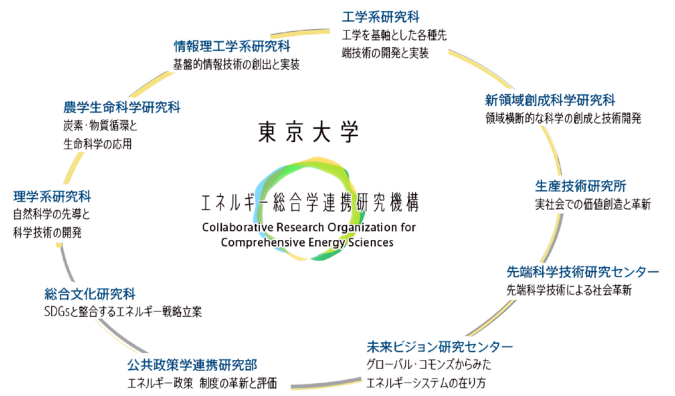 工学系研究科
工学を基軸とした各種先
端技術の開発と実装
情報理工学系研究科
基盤的情報技術の創出と実装
新領域創成科学研究科
領域横断的な科学の創成と技術開発
農学生命科学研究科
炭素・物質循環と
生命科学の応用
東京大学
エネルギー総合学連携研究機構
Collaborative Research Organization for
Comprehensive Energy Sciences
生産技術研究所
実社会での価値創造と革新
理学系研究科
自然科学の先導と
科学技術の開発
先端科学技術研究センター
先端科学技術による社会革新
総合文化研究科
SDGsと整合するエネルギー戦略立案
未来ビジョン研究センター
グローバル・コモンズからみた
エネルギーシステムの在り方
公共政策学連携研究部
エネルギー政策 制度の革新と評価